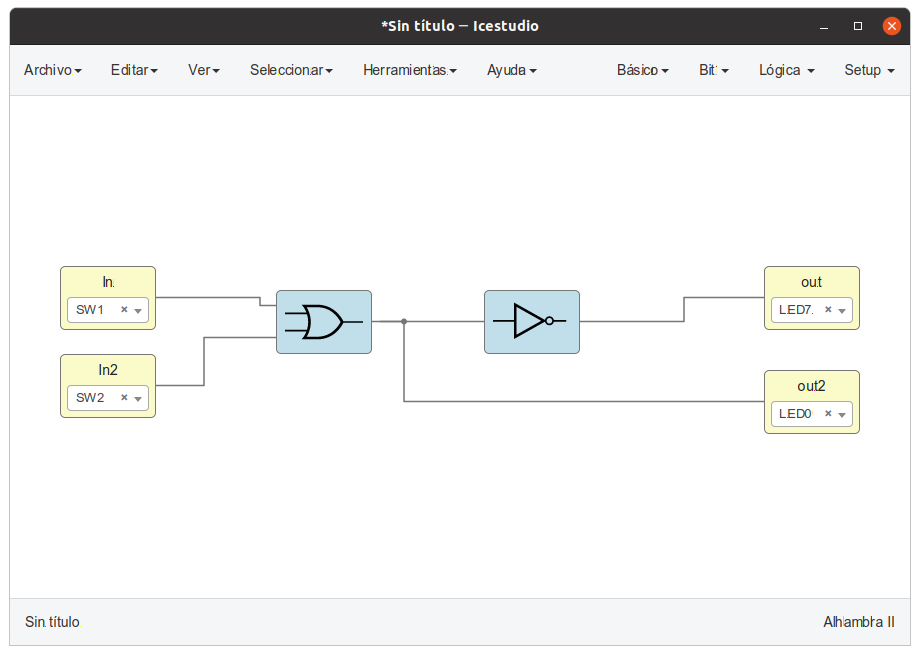 *Sin título — Icestudio
Archivo Editar Ver Seleccionar Herramientas Ayuda Básico Bit Lógica Setup
In
SW1
In2
SW2
out
LED7
out2
LED0
Sin título
Alhambra II